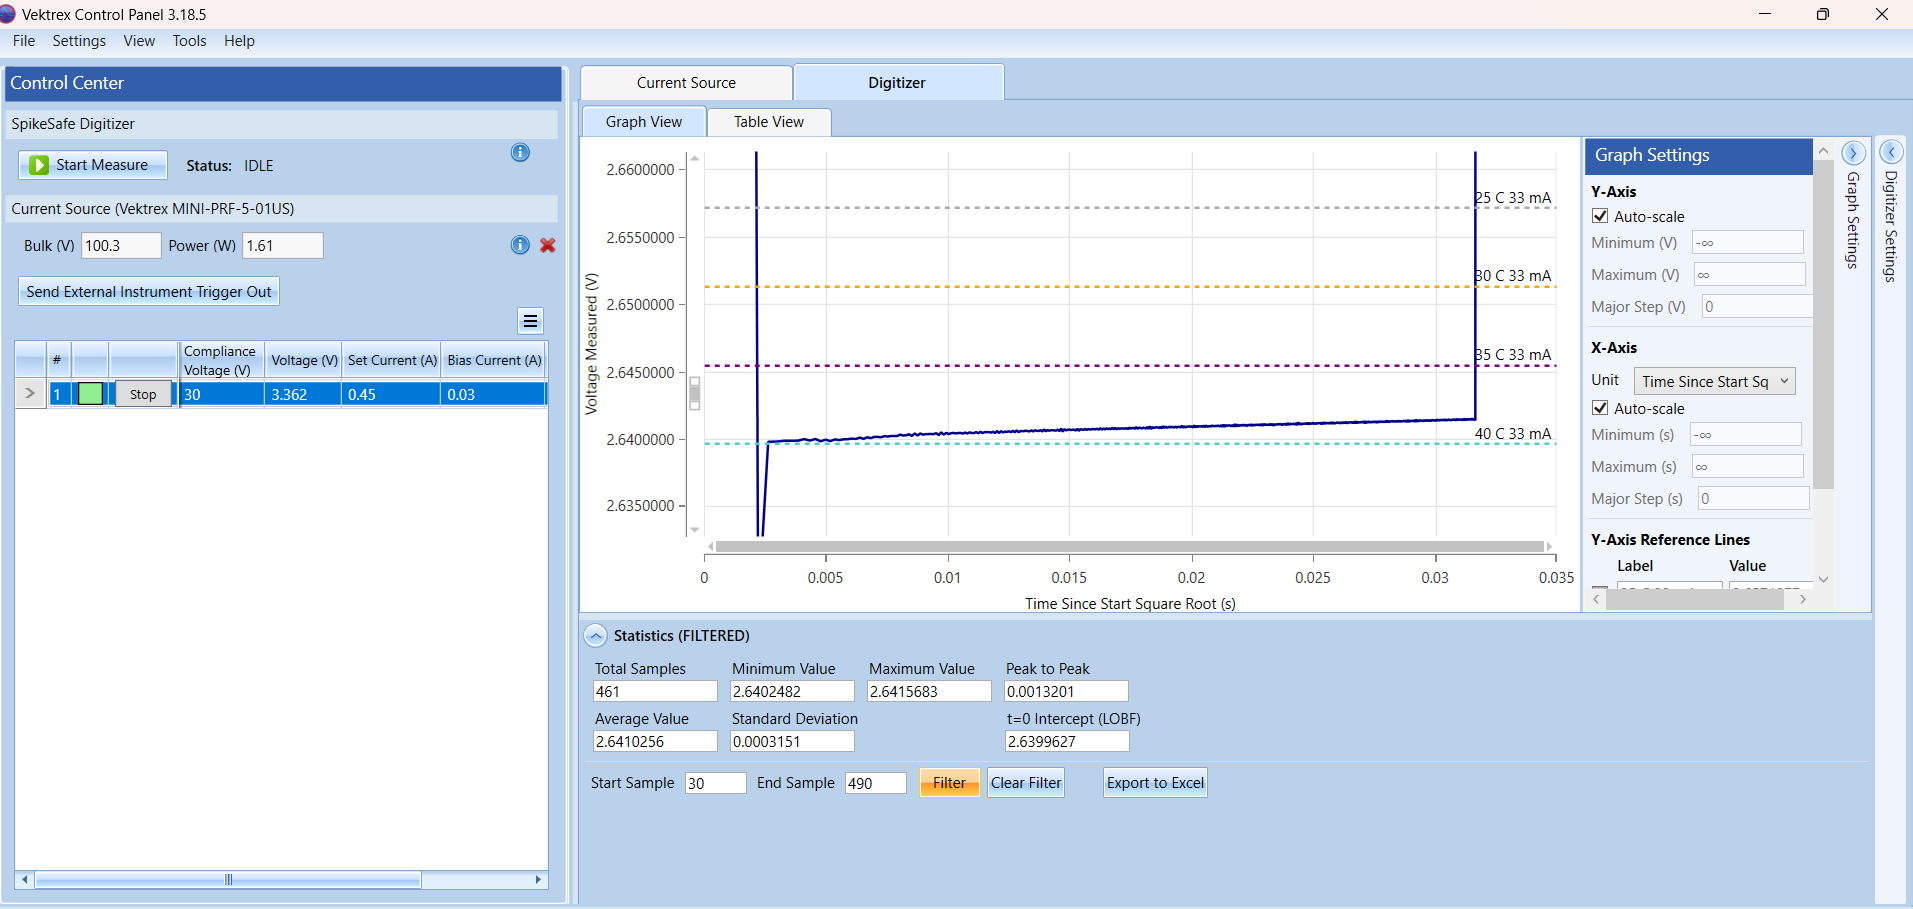 Vektrex Control Panel 3.18.5
File Settings View Tools Help
Control Center
SpikeSafe Digitizer
Start Measure Status: IDLE
Current Source (Vektrex MINI-PRF-5-01US)
Bulk (V) 100.3 Power (W) 1.61
Send External Instrument Trigger Out
# Compliance Voltage (V) Voltage (V) Set Current (A) Bias Current (A)
1 Stop 30 3.362 0.45 0.03
Current Source Digitizer
Graph View Table View
Voltage Measured (V)
2.6600000
2.6550000
2.6500000
2.6450000
2.6400000
2.6350000
25 C 33 mA
30 C 33 mA
35 C 33 mA
40 C 33 mA
0 0.005 0.01 0.015 0.02 0.025 0.03 0.035
Time Since Start Square Root (s)
Graph Settings
Y-Axis
Auto-scale
Minimum (V) -∞
Maximum (V) ∞
Major Step (V) 0
X-Axis
Unit Time Since Start Sq
Auto-scale
Minimum (s) -∞
Maximum (s) ∞
Major Step (s) 0
Y-Axis Reference Lines
Label Value
Graph Settings
Digitizer Settings
Statistics (FILTERED)
Total Samples Minimum Value Maximum Value Peak to Peak
461 2.6402482 2.6415683 0.0013201
Average Value Standard Deviation t=0 Intercept (LOBF)
2.6410256 0.0003151 2.6399627
Start Sample 30 End Sample 490 Filter Clear Filter Export to Excel